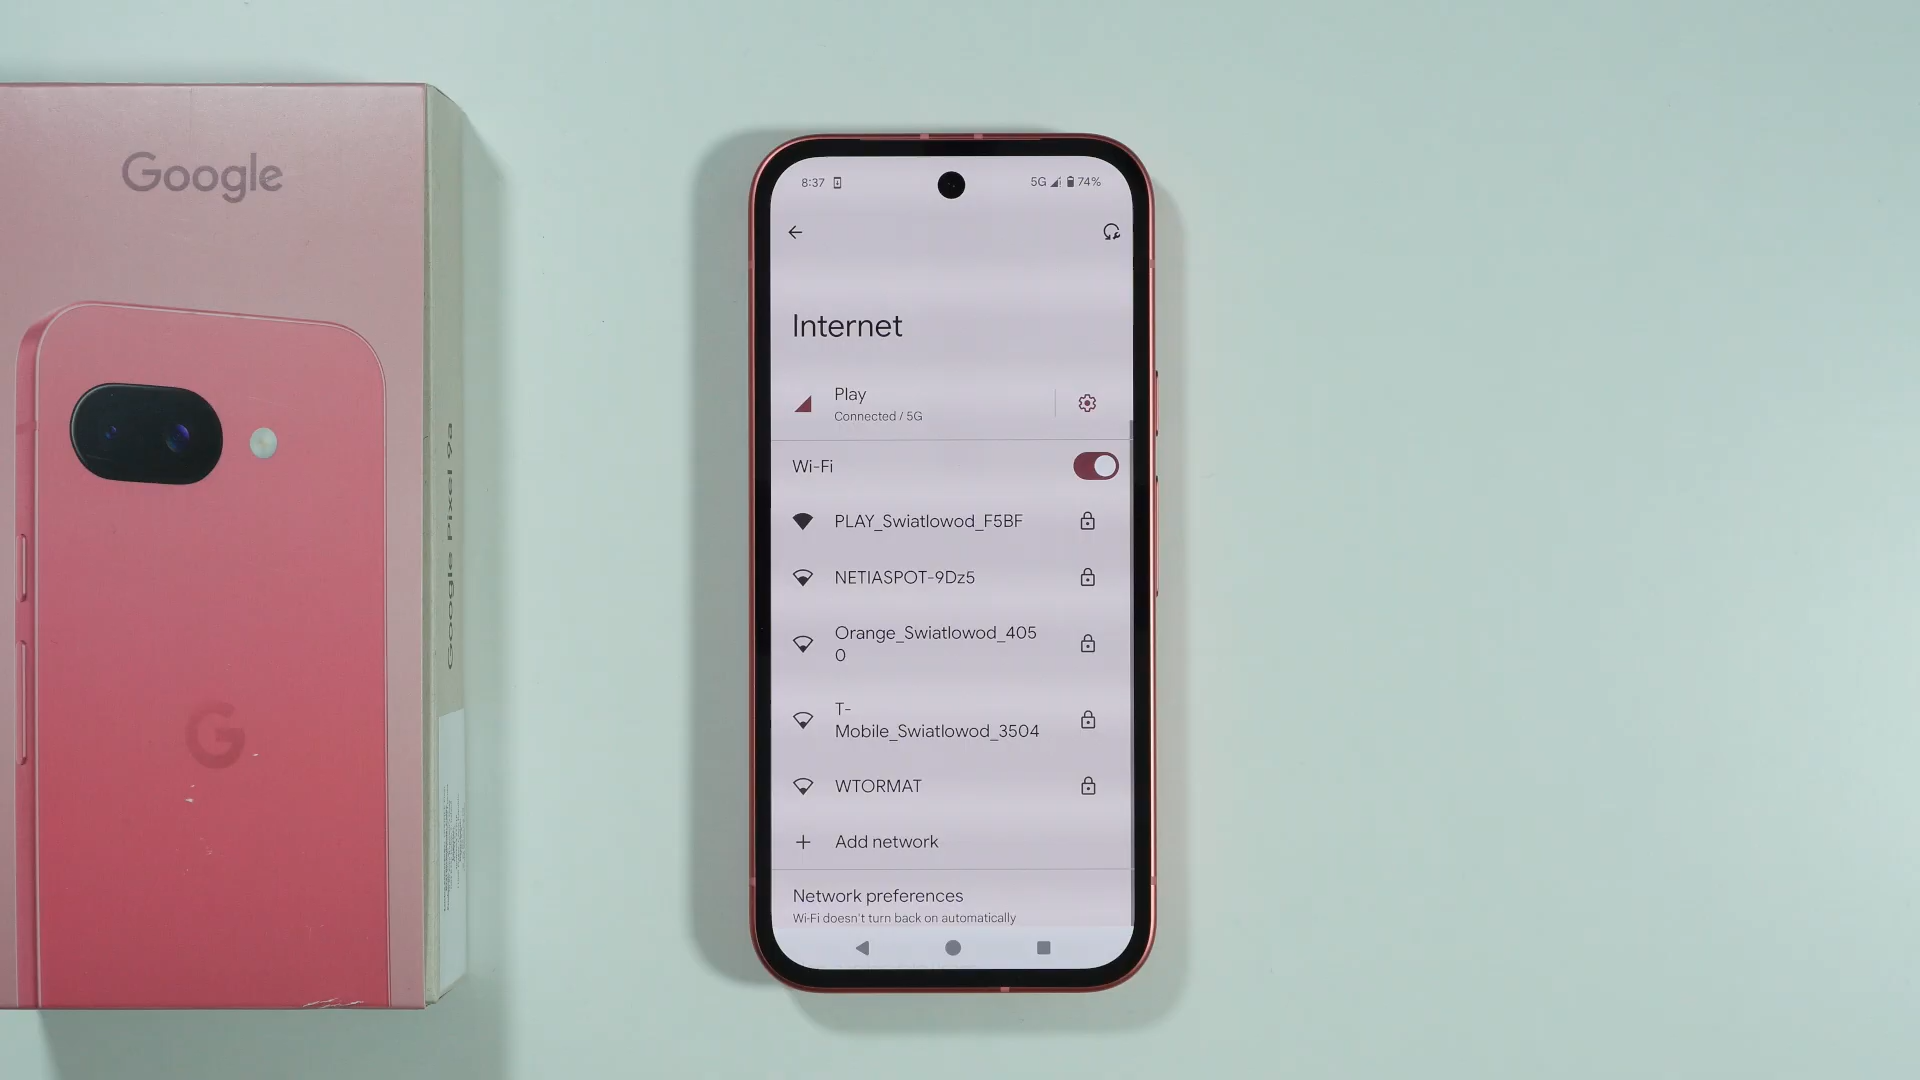 Google
Google Pixel 9a
8:37
5G 74%
Internet
Play
Connected / 5G
Wi-Fi
PLAY_Swiatlowod_F5BF
NETIASPOT-9Dz5
Orange_Swiatlowod_405
0
T-
Mobile_Swiatlowod_3504
WTORMAT
Add network
Network preferences
Wi-Fi doesn't turn back on automatically